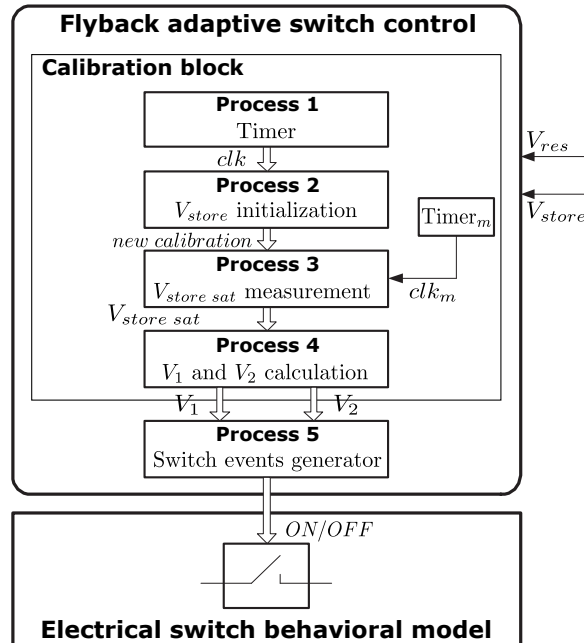 Flyback adaptive switch control
Calibration block
Process 1
Timer
clk
Process 2
V_store initialization
new calibration
Process 3
V_store sat measurement
Timer_m
clk_m
V_store sat
Process 4
V_1 and V_2 calculation
V_1
V_2
Process 5
Switch events generator
V_res
V_store
ON/OFF
Electrical switch behavioral model